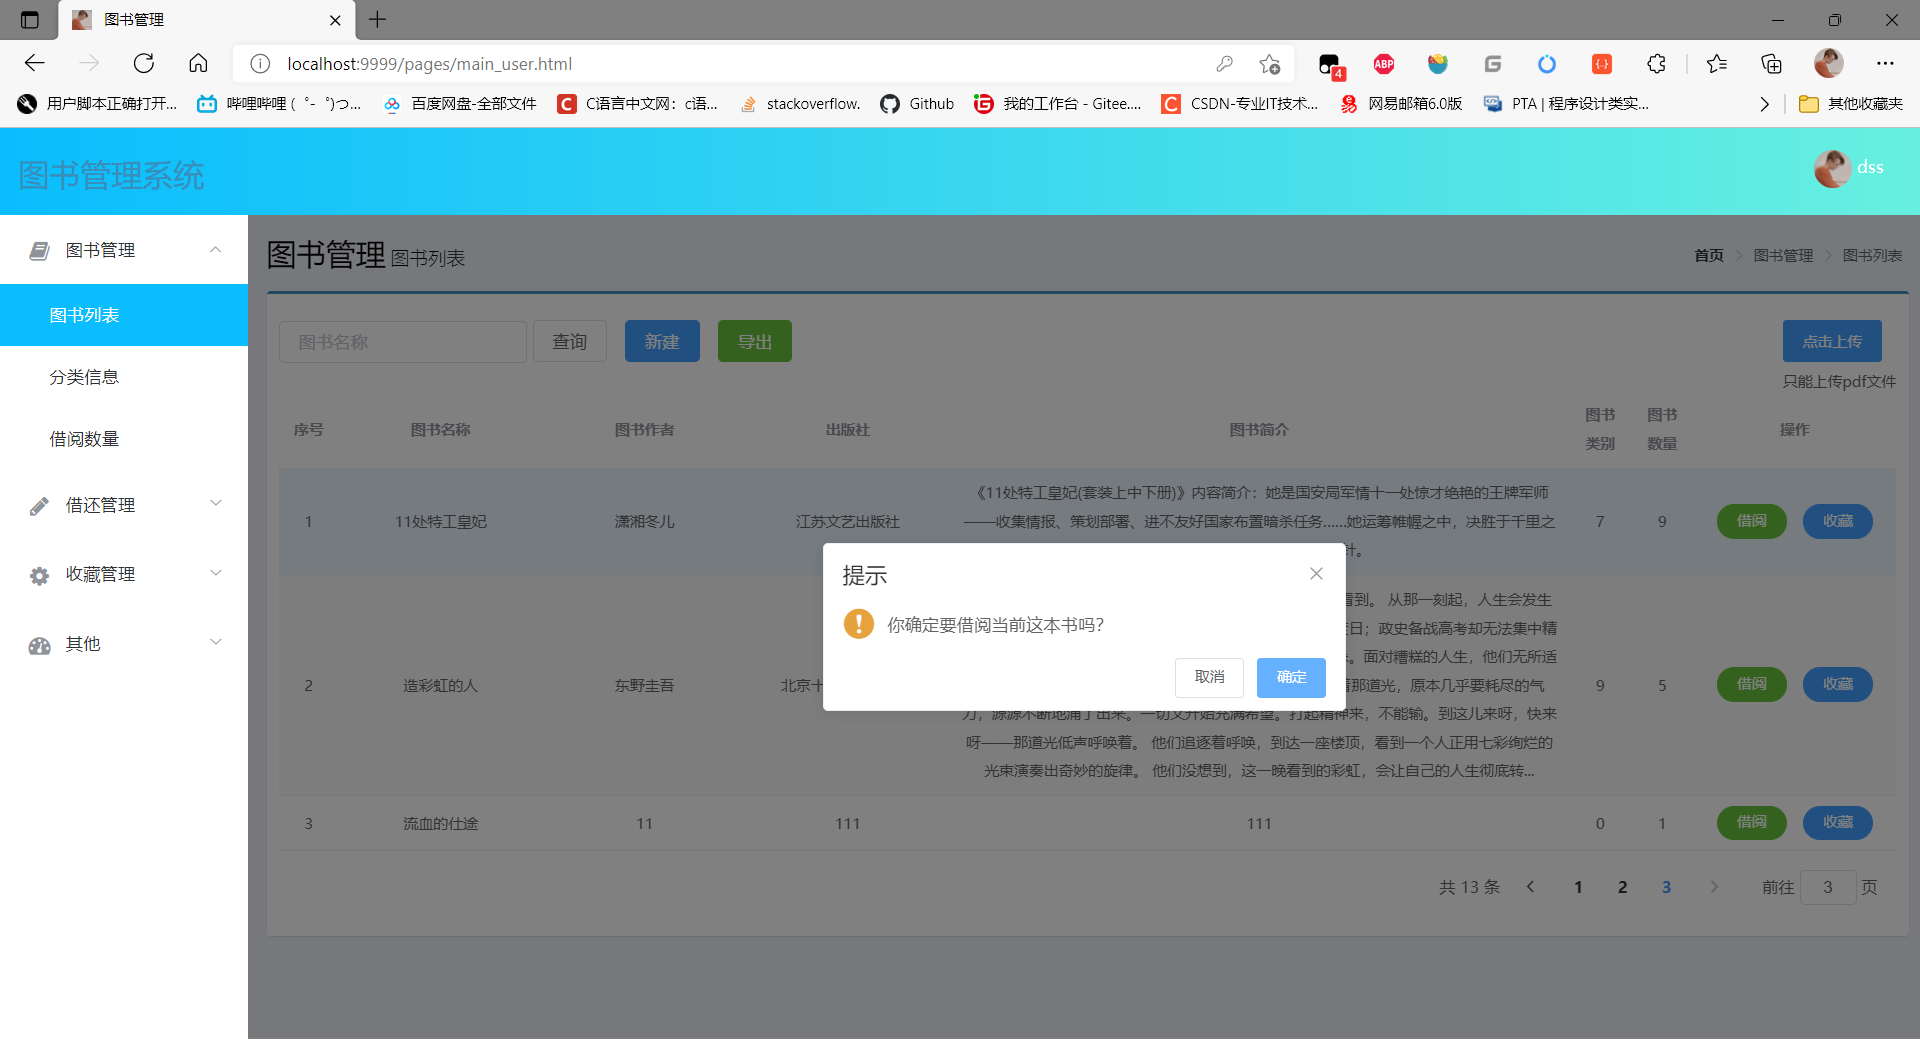 图书管理
localhost:9999/pages/main_user.html
4
ABP
用户脚本正确打开...
哔哩哔哩 (゜-゜)つ...
百度网盘-全部文件
C语言中文网：c语...
stackoverflow.
Github
我的工作台 - Gitee....
CSDN-专业IT技术...
网易邮箱6.0版
PTA | 程序设计类实...
其他收藏夹
图书管理系统
dss
图书管理
图书列表
分类信息
借阅数量
借还管理
收藏管理
其他
图书管理 图书列表
首页 > 图书管理 > 图书列表
图书名称
查询
新建
导出
点击上传
只能上传pdf文件
序号 图书名称 图书作者 出版社 图书简介 图书类别 图书数量 操作
1 11处特工皇妃 潇湘冬儿 江苏文艺出版社
《11处特工皇妃(套装上中下册)》内容简介：她是国安局军情十一处惊才绝艳的王牌军师
——收集情报、策划部署、进不友好国家布置暗杀任务......她运筹帷幄之中，决胜于千里之
针。
7 9 借阅 收藏
2 造彩虹的人 东野圭吾 北京十
看到。 从那一刻起，人生会发生
日；政史备战高考却无法集中精
。面对糟糕的人生，他们无所适
着那道光，原本几乎要耗尽的气
力，源源不断地涌了出来。一切又开始充满希望。打起精神来，不能输。到这儿来呀，快来
呀——那道光低声呼唤着。 他们追逐着呼唤，到达一座楼顶，看到一个人正用七彩绚烂的
光束演奏出奇妙的旋律。 他们没想到，这一晚看到的彩虹，会让自己的人生彻底转...
9 5 借阅 收藏
3 流血的仕途 11 111 111 0 1 借阅 收藏
共 13 条 1 2 3 前往 3 页
提示
你确定要借阅当前这本书吗?
取消
确定